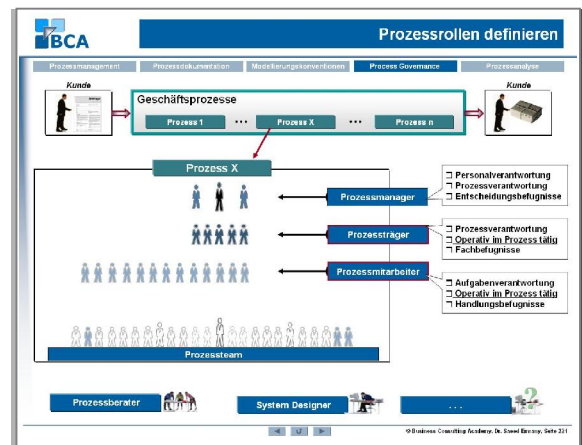 BCA
Prozessrollen definieren
Prozessmanagement
Prozessdokumentation
Modellierungskonventionen
Process Governance
Prozessanalyse
Kunde
Kunde
Geschäftsprozesse
Prozess 1
...
Prozess X
...
Prozess n
Prozess X
Prozessmanager
Personalverantwortung
Prozessverantwortung
Entscheidungsbefugnisse
Prozessträger
Prozessverantwortung
Operativ im Prozess tätig
Fachbefugnisse
Prozessmitarbeiter
Aufgabenverantwortung
Operativ im Prozess tätig
Handlungsbefugnisse
Prozessteam
Prozessberater
System Designer
...
?
© Business Consulting Academy, Dr. Saeed Emamy, Seite 231